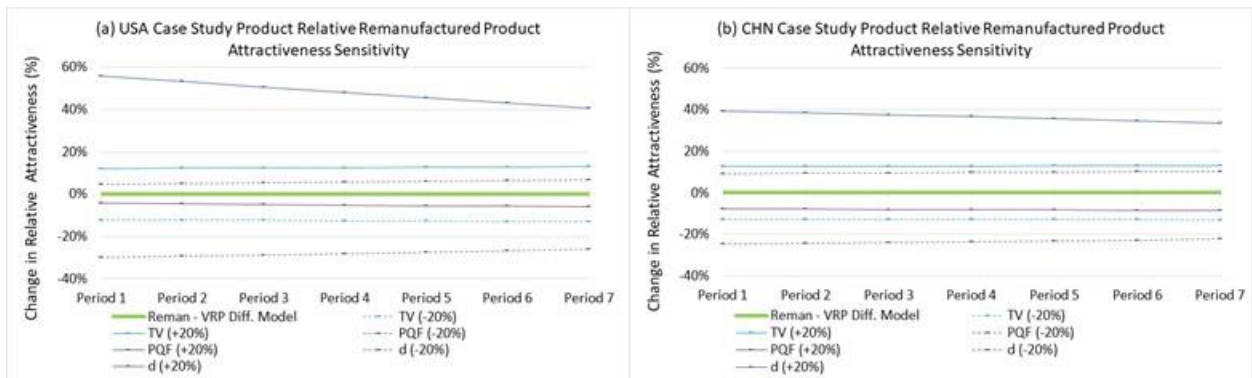 (a) USA Case Study Product Relative Remanufactured Product
Attractiveness Sensitivity
Change in Relative Attractiveness (%)
60%
40%
20%
0%
-20%
-40%
Period 1 Period 2 Period 3 Period 4 Period 5 Period 6 Period 7
Reman - VRP Diff. Model
TV (-20%)
TV (+20%)
PQF (-20%)
PQF (+20%)
d (-20%)
d (+20%)
(b) CHN Case Study Product Relative Remanufactured Product
Attractiveness Sensitivity
Change in Relative Attractiveness (%)
60%
40%
20%
0%
-20%
-40%
Period 1 Period 2 Period 3 Period 4 Period 5 Period 6 Period 7
Reman - VRP Diff. Model
TV (-20%)
TV (+20%)
PQF (-20%)
PQF (+20%)
d (-20%)
d (+20%)